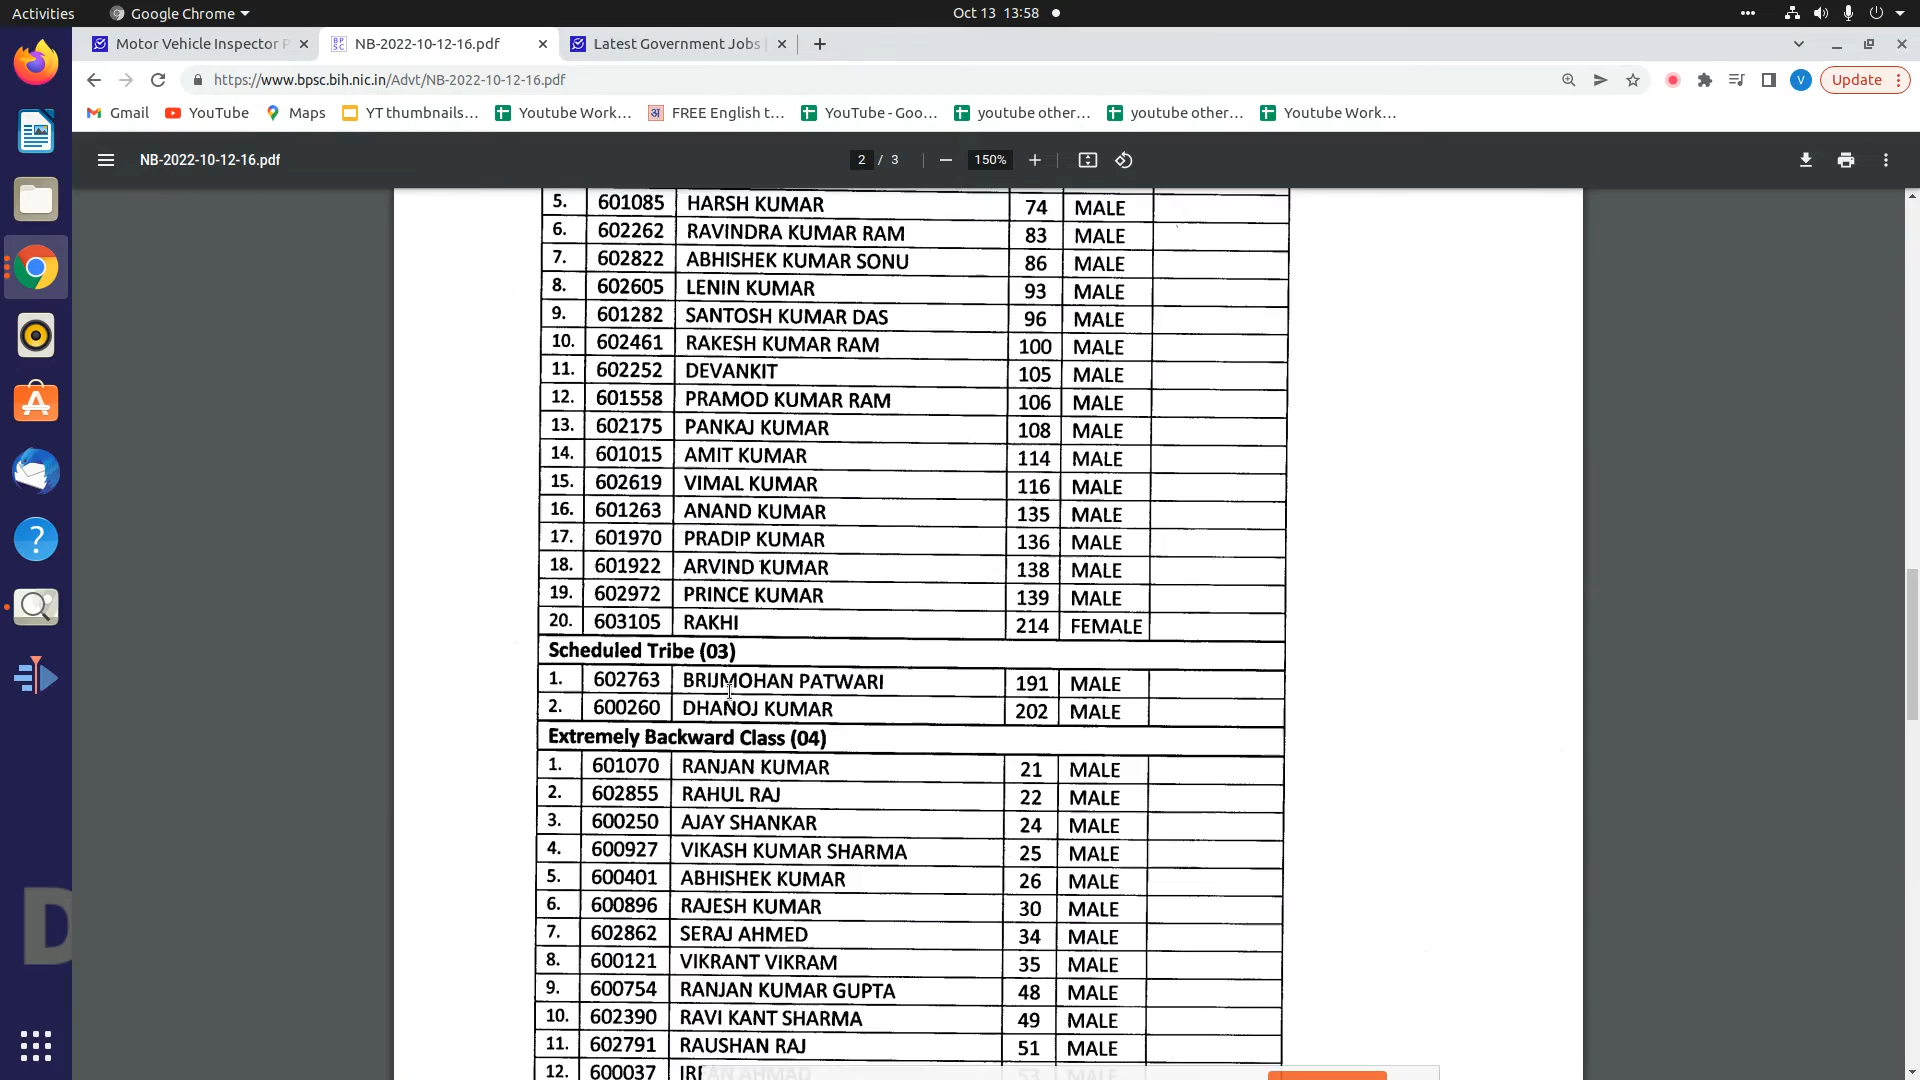 Activities Google Chrome Oct 13 13:58
Motor Vehicle Inspector NB-2022-10-12-16.pdf Latest Government Jobs
https://www.bpsc.bih.nic.in/Advt/NB-2022-10-12-16.pdf V Update
Gmail YouTube Maps YT thumbnails... Youtube Work... FREE English t... YouTube - Goo... youtube other... youtube other... Youtube Work...
NB-2022-10-12-16.pdf 2 / 3 150%
5. 601085 HARSH KUMAR 74 MALE
6. 602262 RAVINDRA KUMAR RAM 83 MALE
7. 602822 ABHISHEK KUMAR SONU 86 MALE
8. 602605 LENIN KUMAR 93 MALE
9. 601282 SANTOSH KUMAR DAS 96 MALE
10. 602461 RAKESH KUMAR RAM 100 MALE
11. 602252 DEVANKIT 105 MALE
12. 601558 PRAMOD KUMAR RAM 106 MALE
13. 602175 PANKAJ KUMAR 108 MALE
14. 601015 AMIT KUMAR 114 MALE
15. 602619 VIMAL KUMAR 116 MALE
16. 601263 ANAND KUMAR 135 MALE
17. 601970 PRADIP KUMAR 136 MALE
18. 601922 ARVIND KUMAR 138 MALE
19. 602972 PRINCE KUMAR 139 MALE
20. 603105 RAKHI 214 FEMALE
Scheduled Tribe (03)
1. 602763 BRIJMOHAN PATWARI 191 MALE
2. 600260 DHANOJ KUMAR 202 MALE
Extremely Backward Class (04)
1. 601070 RANJAN KUMAR 21 MALE
2. 602855 RAHUL RAJ 22 MALE
3. 600250 AJAY SHANKAR 24 MALE
4. 600927 VIKASH KUMAR SHARMA 25 MALE
5. 600401 ABHISHEK KUMAR 26 MALE
6. 600896 RAJESH KUMAR 30 MALE
7. 602862 SERAJ AHMED 34 MALE
8. 600121 VIKRANT VIKRAM 35 MALE
9. 600754 RANJAN KUMAR GUPTA 48 MALE
10. 602390 RAVI KANT SHARMA 49 MALE
11. 602791 RAUSHAN RAJ 51 MALE
12. 600037 IRFAN AHMAD 53 MALE